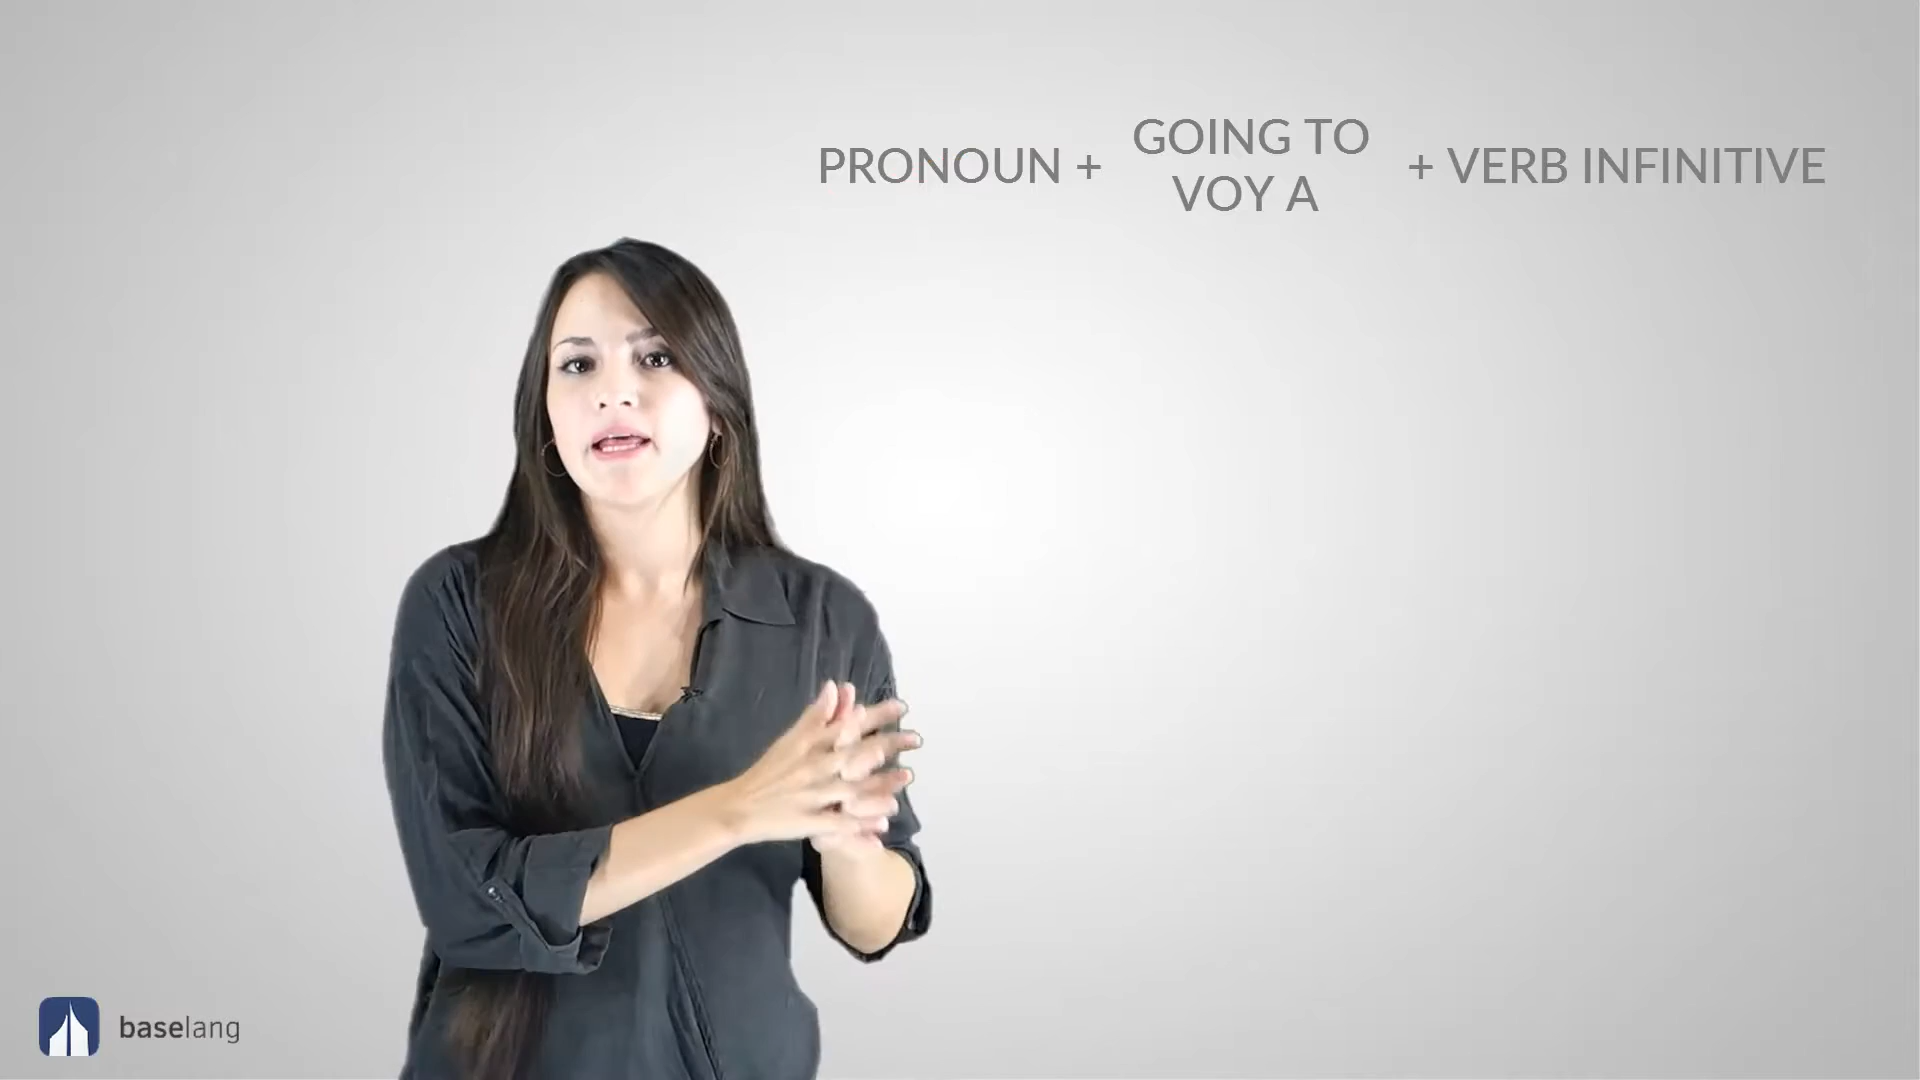 PRONOUN + GOING TO + VERB INFINITIVE
VOY A
baselang